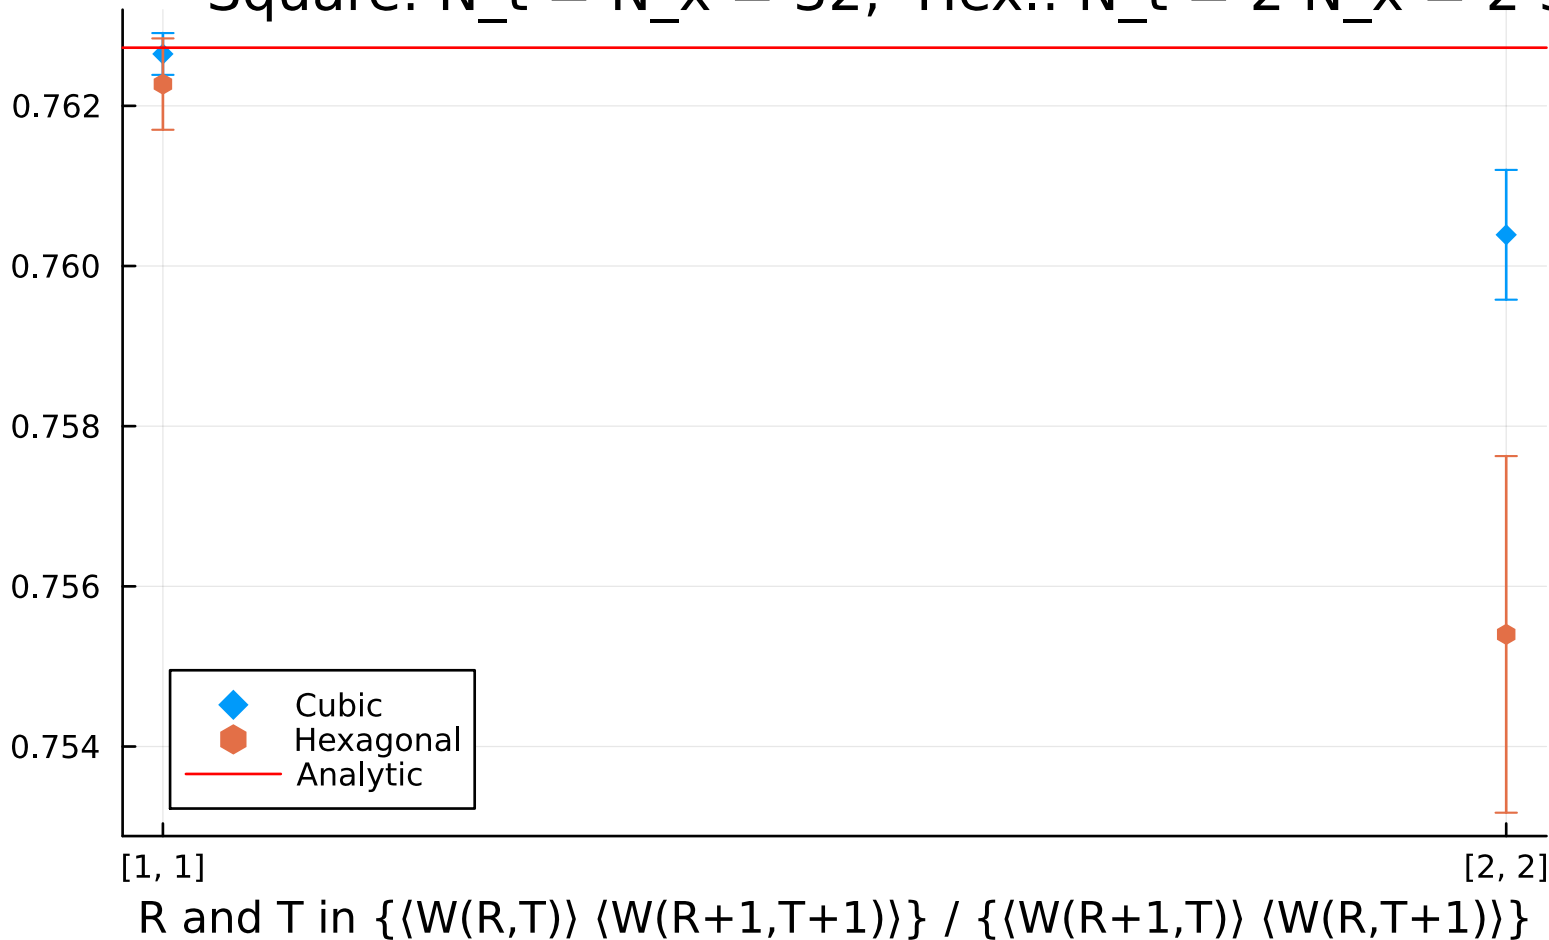 Square: N_t = N_x = 32, Hex.: N_t = 2 N_x = 2
0.762
0.760
0.758
0.756
0.754
Cubic
Hexagonal
Analytic
[1, 1]
[2, 2]
R and T in {⟨W(R,T)⟩ ⟨W(R+1,T+1)⟩} / {⟨W(R+1,T)⟩ ⟨W(R,T+1)⟩}